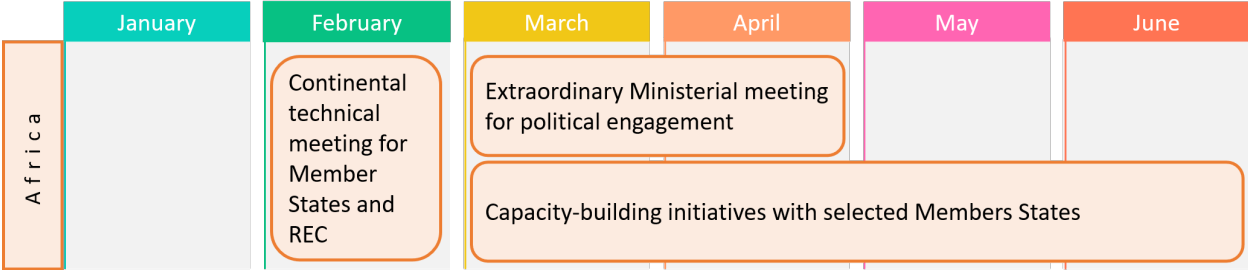 January
February
March
April
May
June
Africa
Continental
technical
meeting for
Member
States and
REC
Extraordinary Ministerial meeting
for political engagement
Capacity-building initiatives with selected Members States